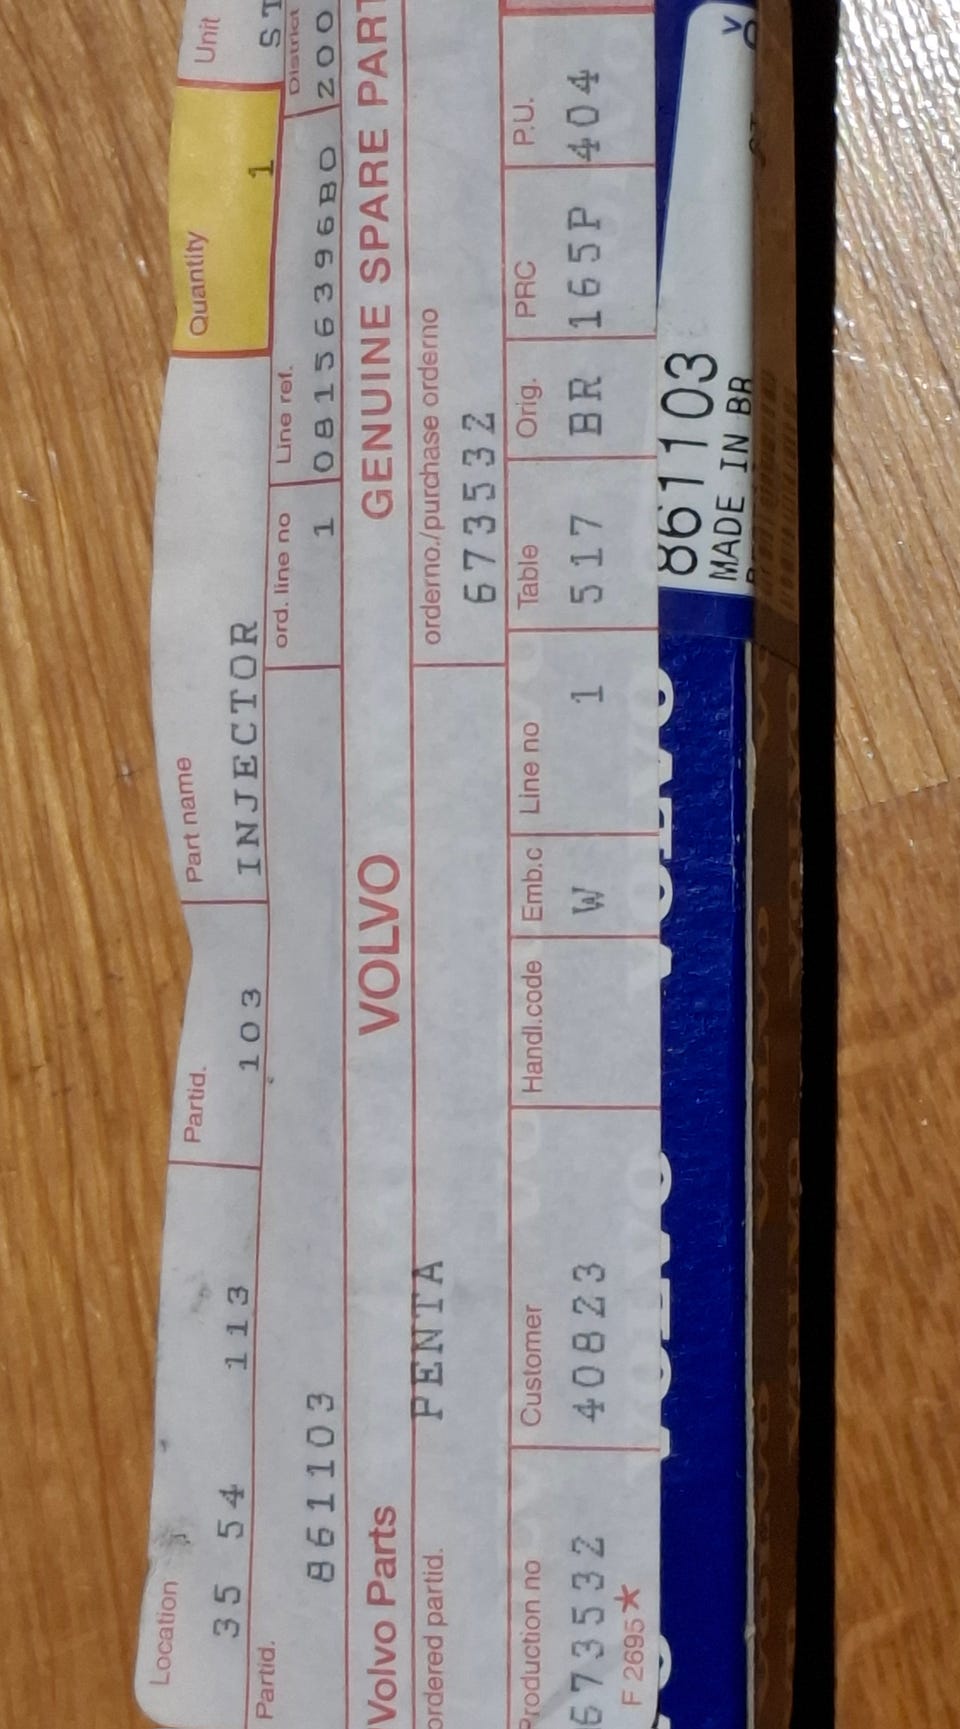 Location Partid. Part name Quantity Unit
35 54 113 103 INJECTOR 1 ST
Partid. ord. line no Line ref. District
861103 1 08156396BD 200
Volvo Parts VOLVO GENUINE SPARE PART
ordered partid. PENTA orderno./purchase orderno
673532
Production no Customer Handl.code Emb.c Line no Table Orig. PRC P.U.
673532 40823 W 1 517 BR 165P 404
F 2695*
861103
MADE IN BR